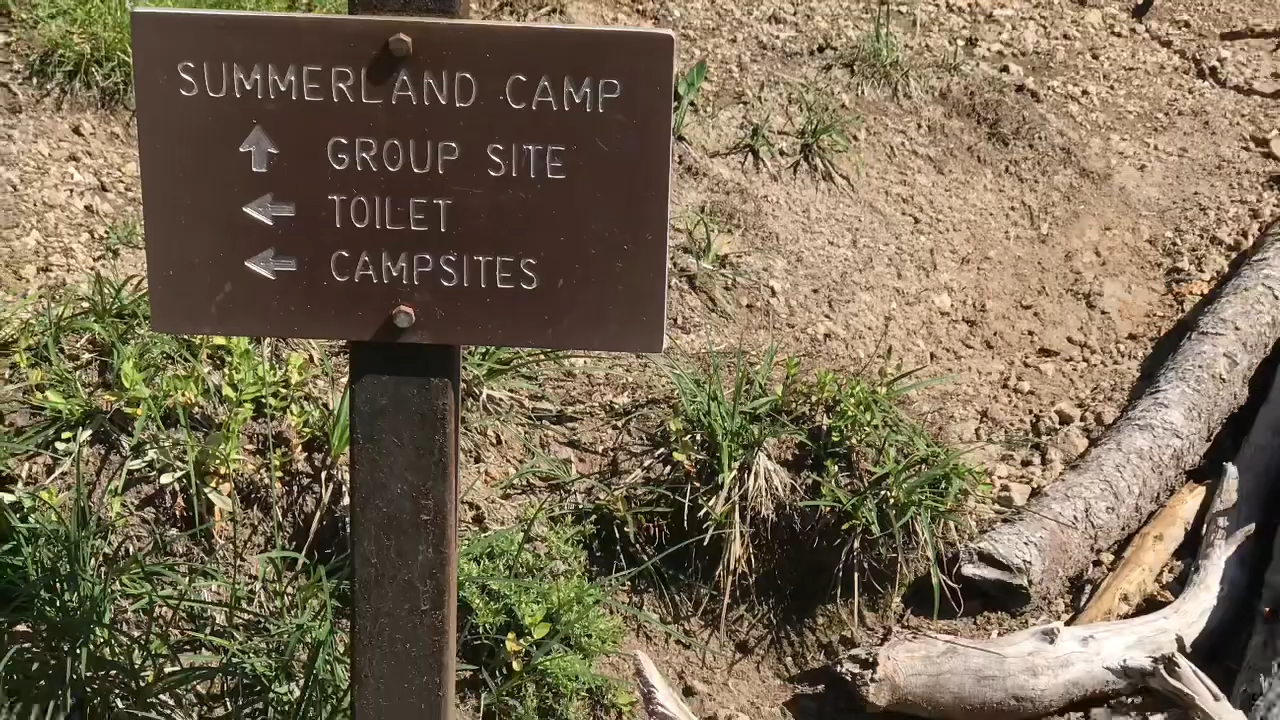 SUMMERLAND CAMP
↑ GROUP SITE
← TOILET
← CAMPSITES